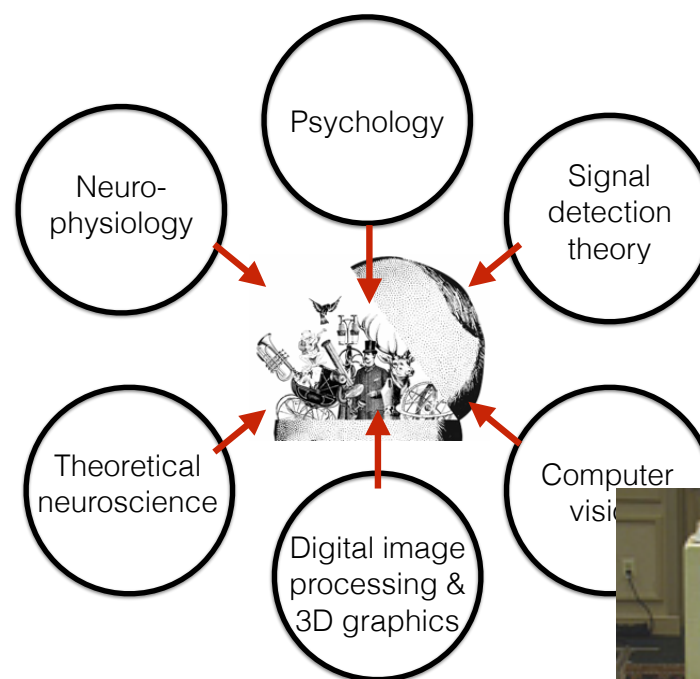 Psychology
Neuro-
physiology
Signal
detection
theory
Theoretical
neuroscience
Computer
Digital image
processing &
3D graphics